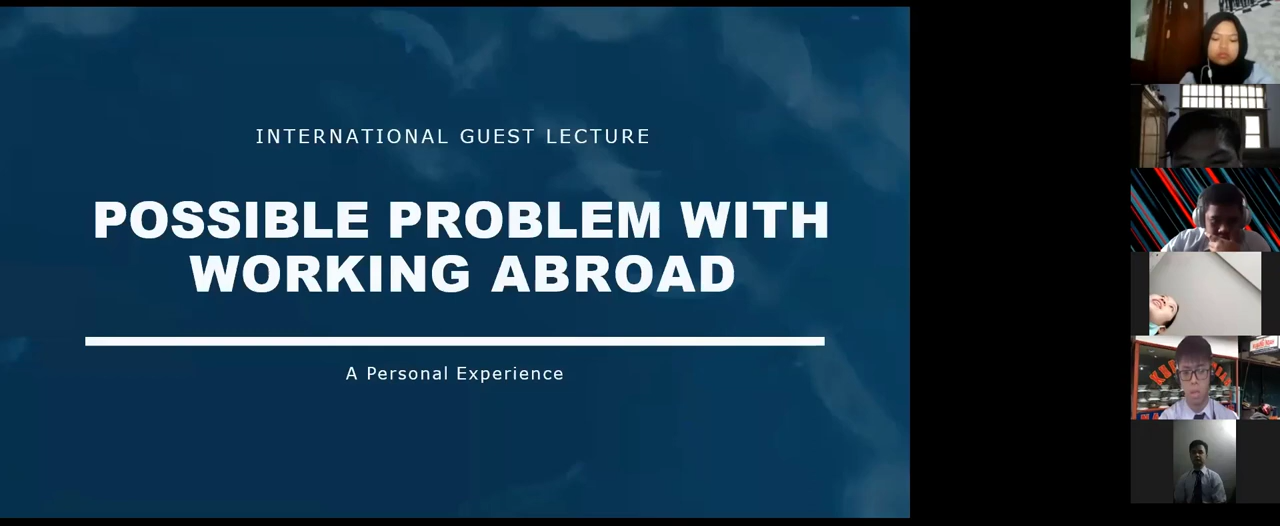 INTERNATIONAL GUEST LECTURE
POSSIBLE PROBLEM WITH
WORKING ABROAD
A Personal Experience